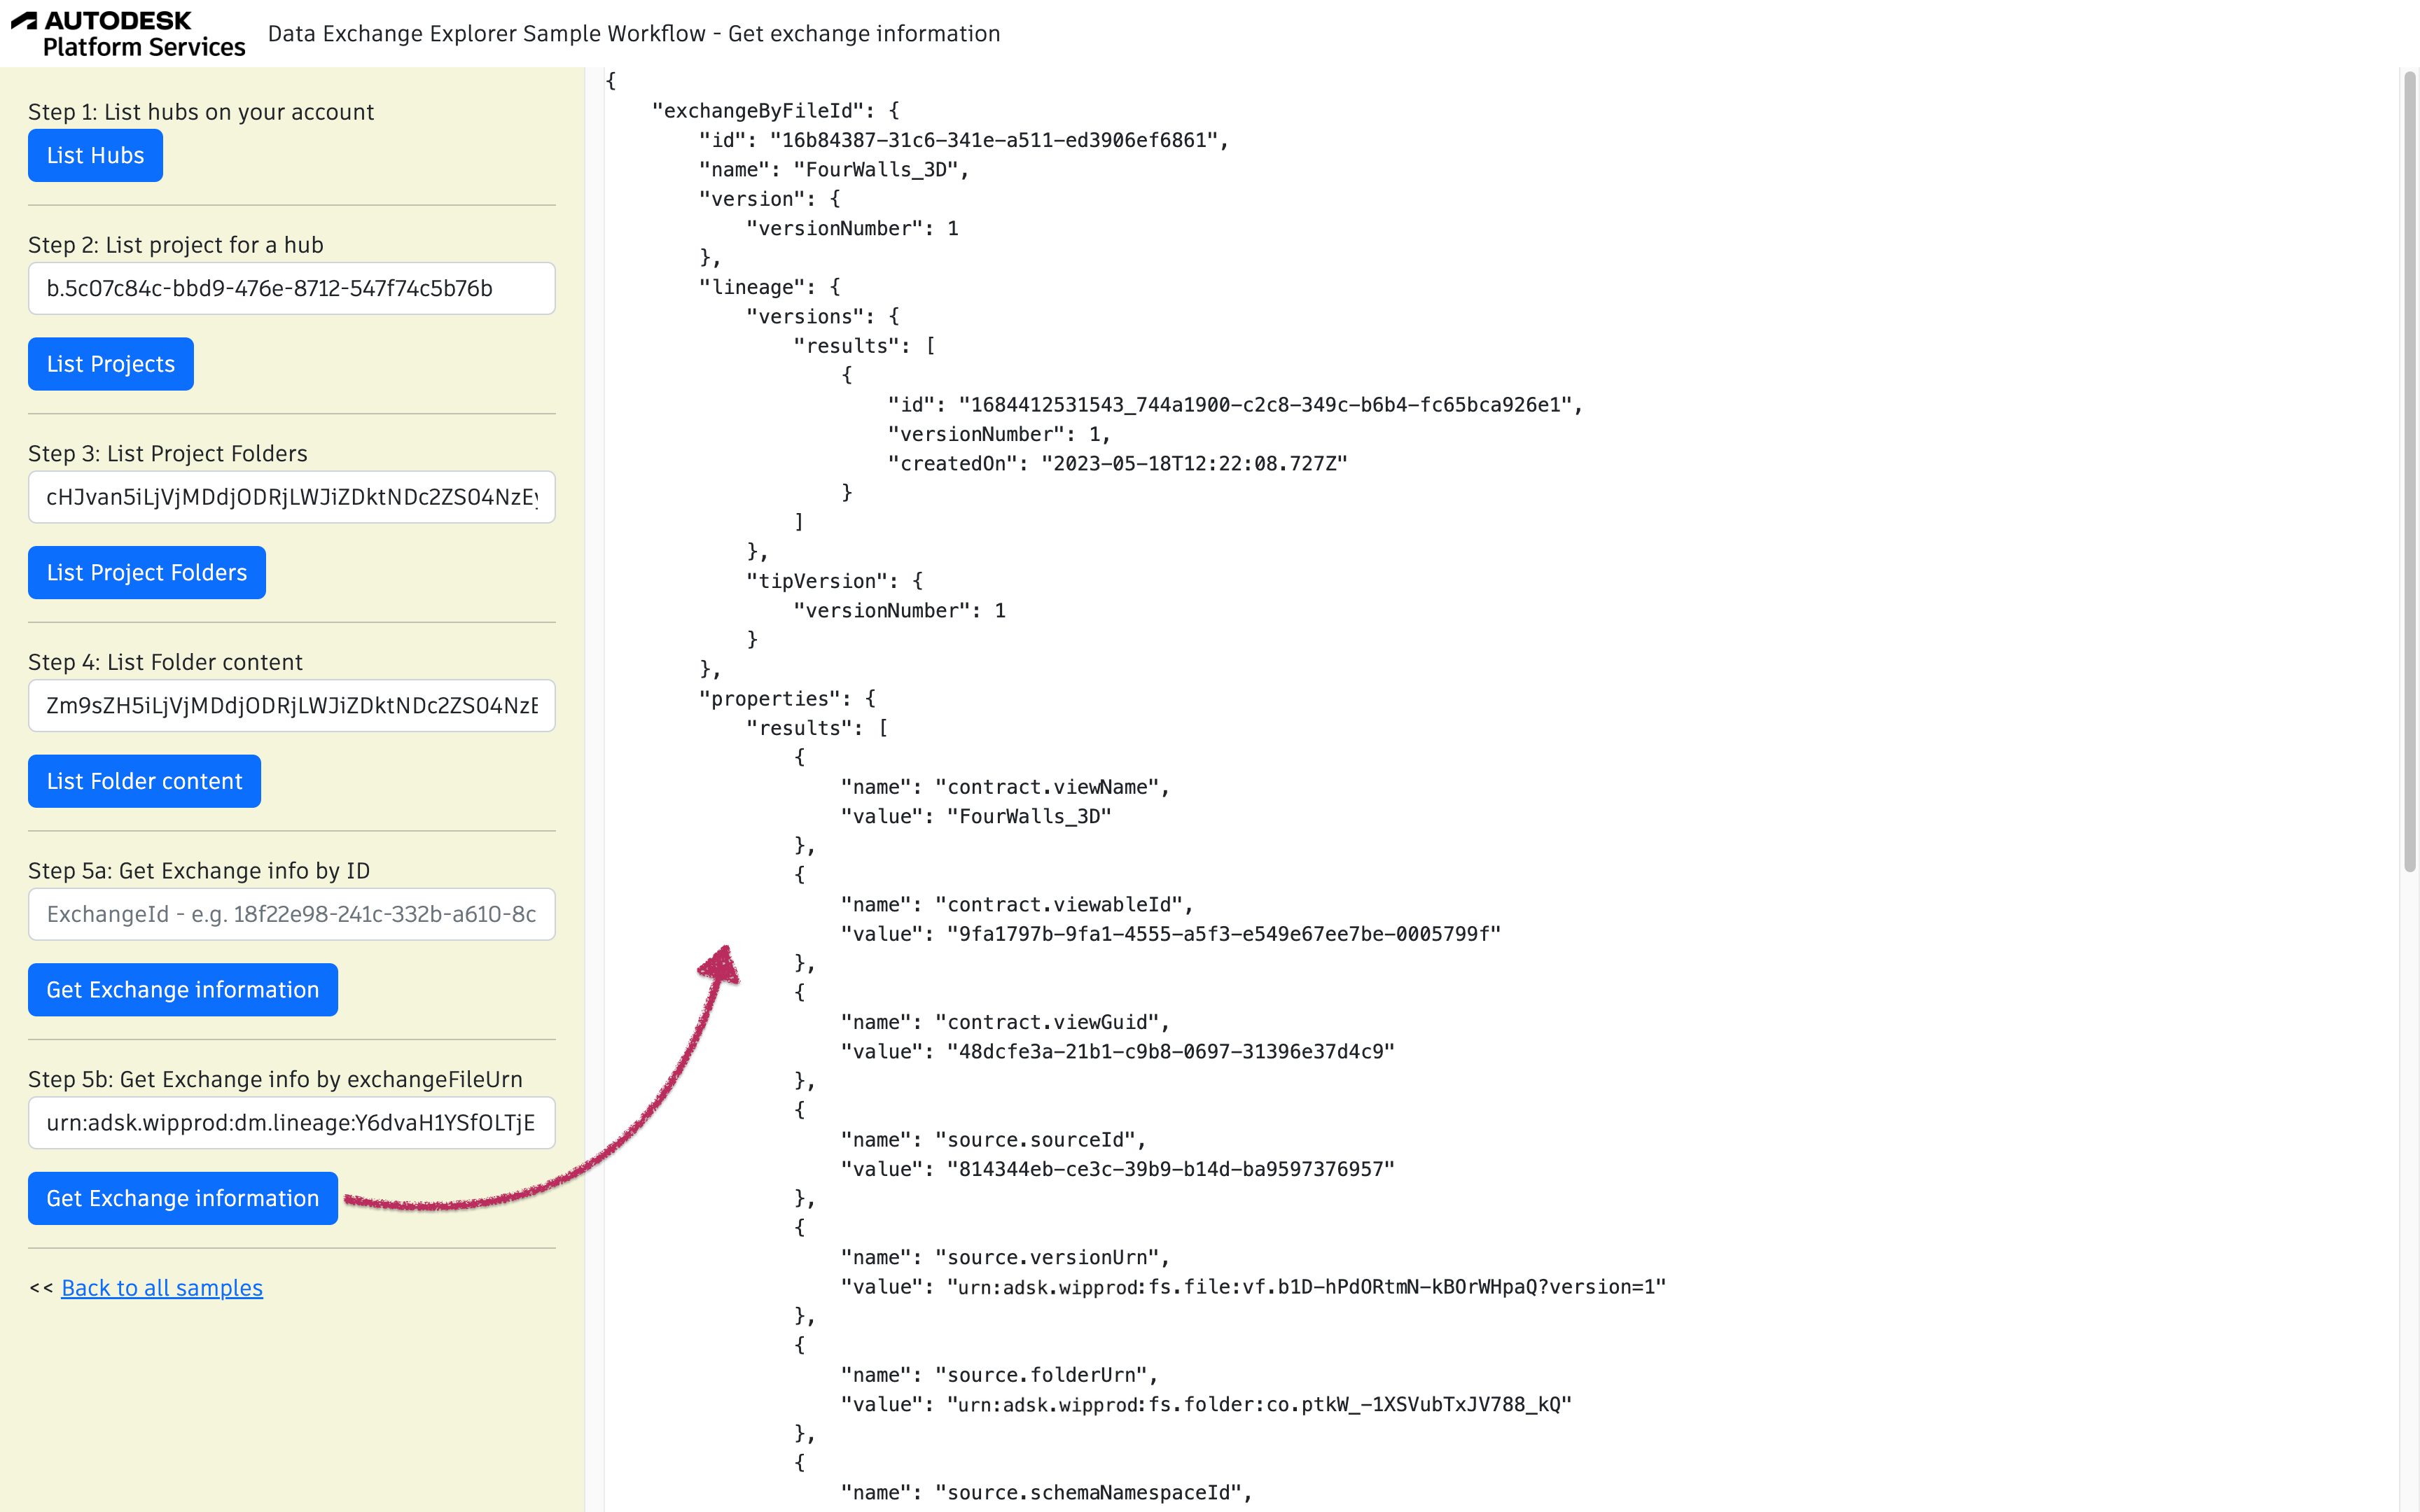 AUTODESK
Platform Services
Data Exchange Explorer Sample Workflow - Get exchange information
Step 1: List hubs on your account
List Hubs
Step 2: List project for a hub
b.5c07c84c-bbd9-476e-8712-547f74c5b76b
List Projects
Step 3: List Project Folders
cHJvan5iLjVjMDdjODRjLWJiZDktNDc2ZS04NzEy
List Project Folders
Step 4: List Folder content
Zm9sZH5iLjVjMDdjODRjLWJiZDktNDc2ZS04NzE
List Folder content
Step 5a: Get Exchange info by ID
ExchangeId - e.g. 18f22e98-241c-332b-a610-8c
Get Exchange information
Step 5b: Get Exchange info by exchangeFileUrn
urn:adsk.wipprod:dm.lineage:Y6dvaH1YSfOLTjE
Get Exchange information
<< Back to all samples
{
"exchangeByFileId": {
"id": "16b84387-31c6-341e-a511-ed3906ef6861",
"name": "FourWalls_3D",
"version": {
"versionNumber": 1
},
"lineage": {
"versions": {
"results": [
{
"id": "1684412531543_744a1900-c2c8-349c-b6b4-fc65bca926e1",
"versionNumber": 1,
"createdOn": "2023-05-18T12:22:08.727Z"
}
]
},
"tipVersion": {
"versionNumber": 1
}
},
"properties": {
"results": [
{
"name": "contract.viewName",
"value": "FourWalls_3D"
},
{
"name": "contract.viewableId",
"value": "9fa1797b-9fa1-4555-a5f3-e549e67ee7be-0005799f"
},
{
"name": "contract.viewGuid",
"value": "48dcfe3a-21b1-c9b8-0697-31396e37d4c9"
},
{
"name": "source.sourceId",
"value": "814344eb-ce3c-39b9-b14d-ba9597376957"
},
{
"name": "source.versionUrn",
"value": "urn:adsk.wipprod:fs.file:vf.b1D-hPdORtmN-kBOrWHpaQ?version=1"
},
{
"name": "source.folderUrn",
"value": "urn:adsk.wipprod:fs.folder:co.ptkW_-1XSVubTxJV788_kQ"
},
{
"name": "source.schemaNamespaceId",